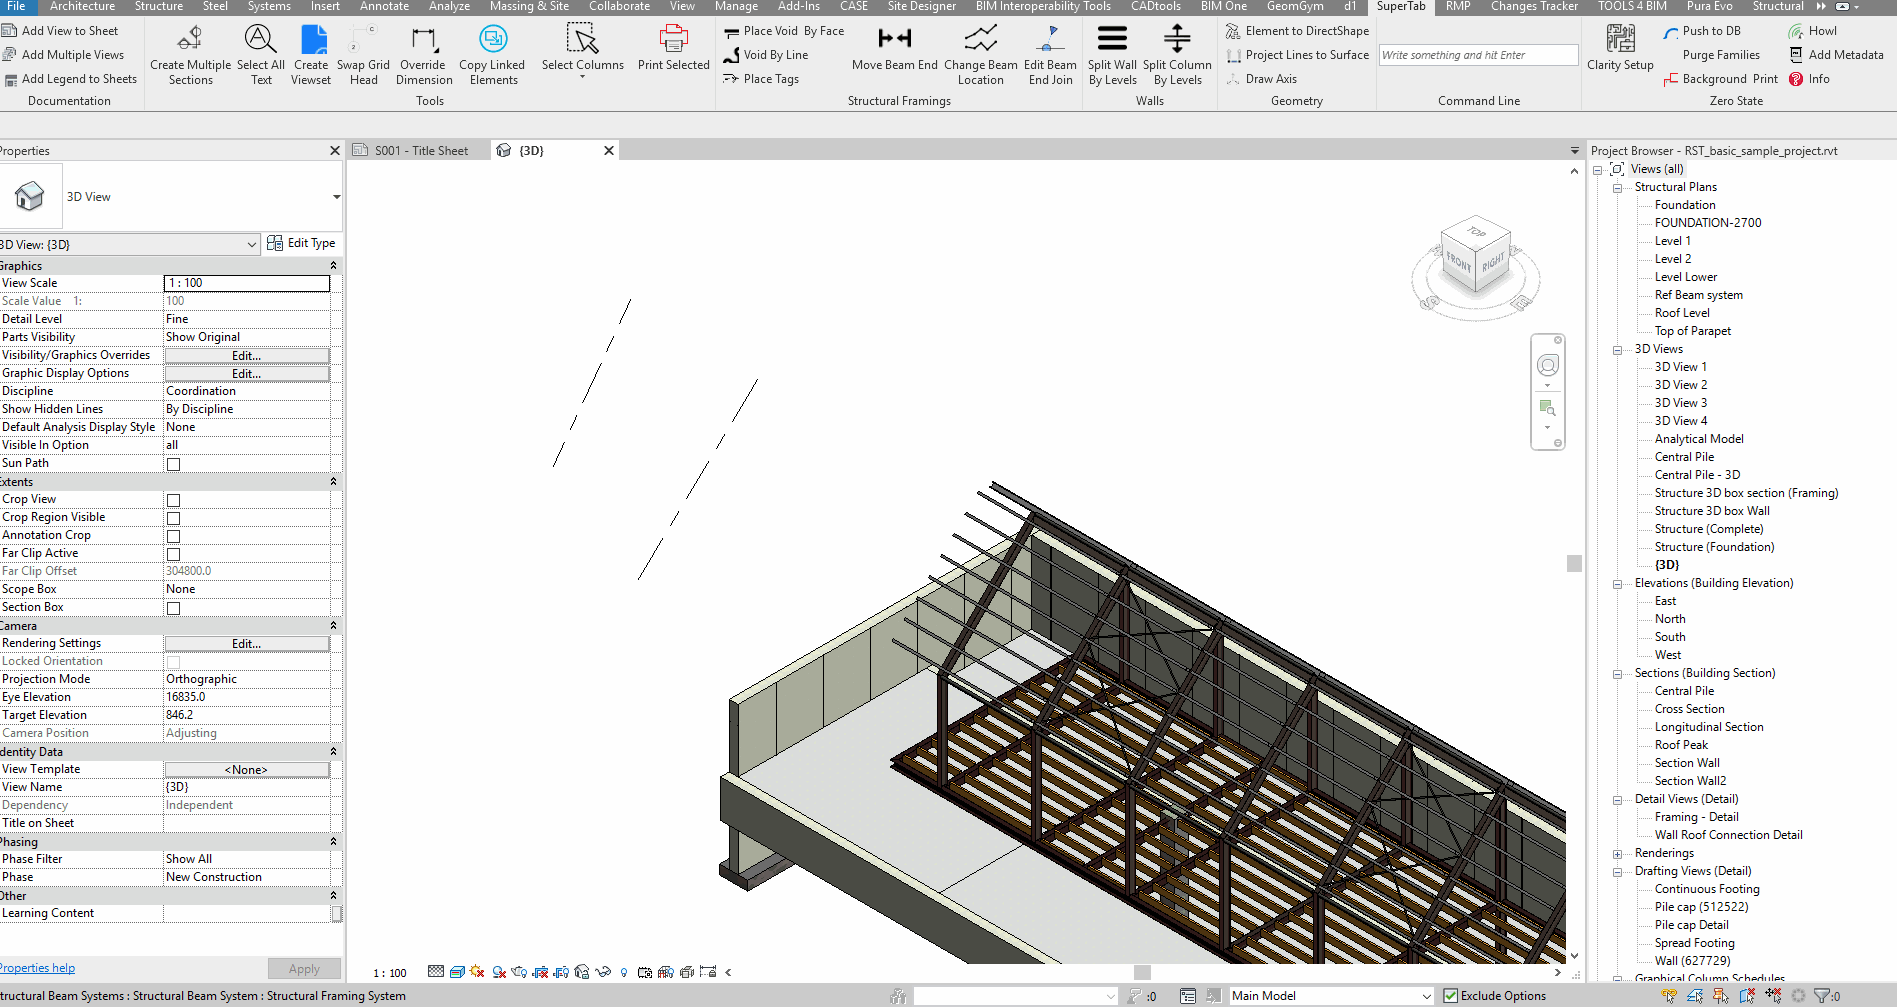 File Architecture Structure Steel Systems Insert Annotate Analyze Massing & Site Collaborate View Manage Add-Ins CASE Site Designer BIM Interoperability Tools CADtools BIM One GeomGym d1 SuperTab RMP Changes Tracker TOOLS 4 BIM Pura Evo Structural
Add View to Sheet
Add Multiple Views
Add Legend to Sheets
Documentation
Create Multiple Sections
Select All Text
Create Viewset
Swap Grid Head
Override Dimension
Copy Linked Elements
Tools
Select Columns
Print Selected
Place Void By Face
Void By Line
Place Tags
Move Beam End
Change Beam Location
Edit Beam End Join
Structural Framings
Split Wall By Levels
Split Column By Levels
Walls
Element to DirectShape
Project Lines to Surface
Draw Axis
Geometry
Write something and hit Enter
Command Line
Clarity Setup
Push to DB
Purge Families
Background Print
Howl
Add Metadata
Info
Zero State
Properties
3D View
3D View: {3D}
Edit Type
Graphics
View Scale 1 : 100
Scale Value 1: 100
Detail Level Fine
Parts Visibility Show Original
Visibility/Graphics Overrides Edit...
Graphic Display Options Edit...
Discipline Coordination
Show Hidden Lines By Discipline
Default Analysis Display Style None
Visible In Option all
Sun Path
Extents
Crop View
Crop Region Visible
Annotation Crop
Far Clip Active
Far Clip Offset 304800.0
Scope Box None
Section Box
Camera
Rendering Settings Edit...
Locked Orientation
Projection Mode Orthographic
Eye Elevation 16835.0
Target Elevation 846.2
Camera Position Adjusting
Identity Data
View Template <None>
View Name {3D}
Dependency Independent
Title on Sheet
Phasing
Phase Filter Show All
Phase New Construction
Other
Learning Content
Properties help
Apply
S001 - Title Sheet
{3D}
TOP
FRONT
RIGHT
S
E
1 : 100
Project Browser - RST_basic_sample_project.rvt
Views (all)
Structural Plans
Foundation
FOUNDATION-2700
Level 1
Level 2
Level Lower
Ref Beam system
Roof Level
Top of Parapet
3D Views
3D View 1
3D View 2
3D View 3
3D View 4
Analytical Model
Central Pile
Central Pile - 3D
Structure 3D box section (Framing)
Structure 3D box Wall
Structure (Complete)
Structure (Foundation)
{3D}
Elevations (Building Elevation)
East
North
South
West
Sections (Building Section)
Central Pile
Cross Section
Longitudinal Section
Roof Peak
Section Wall
Section Wall2
Detail Views (Detail)
Framing - Detail
Wall Roof Connection Detail
Renderings
Drafting Views (Detail)
Continuous Footing
Pile cap (512522)
Pile cap Detail
Spread Footing
Wall (627729)
Graphical Column Schedules
tructural Beam Systems : Structural Beam System : Structural Framing System
:0
Main Model
Exclude Options
:0